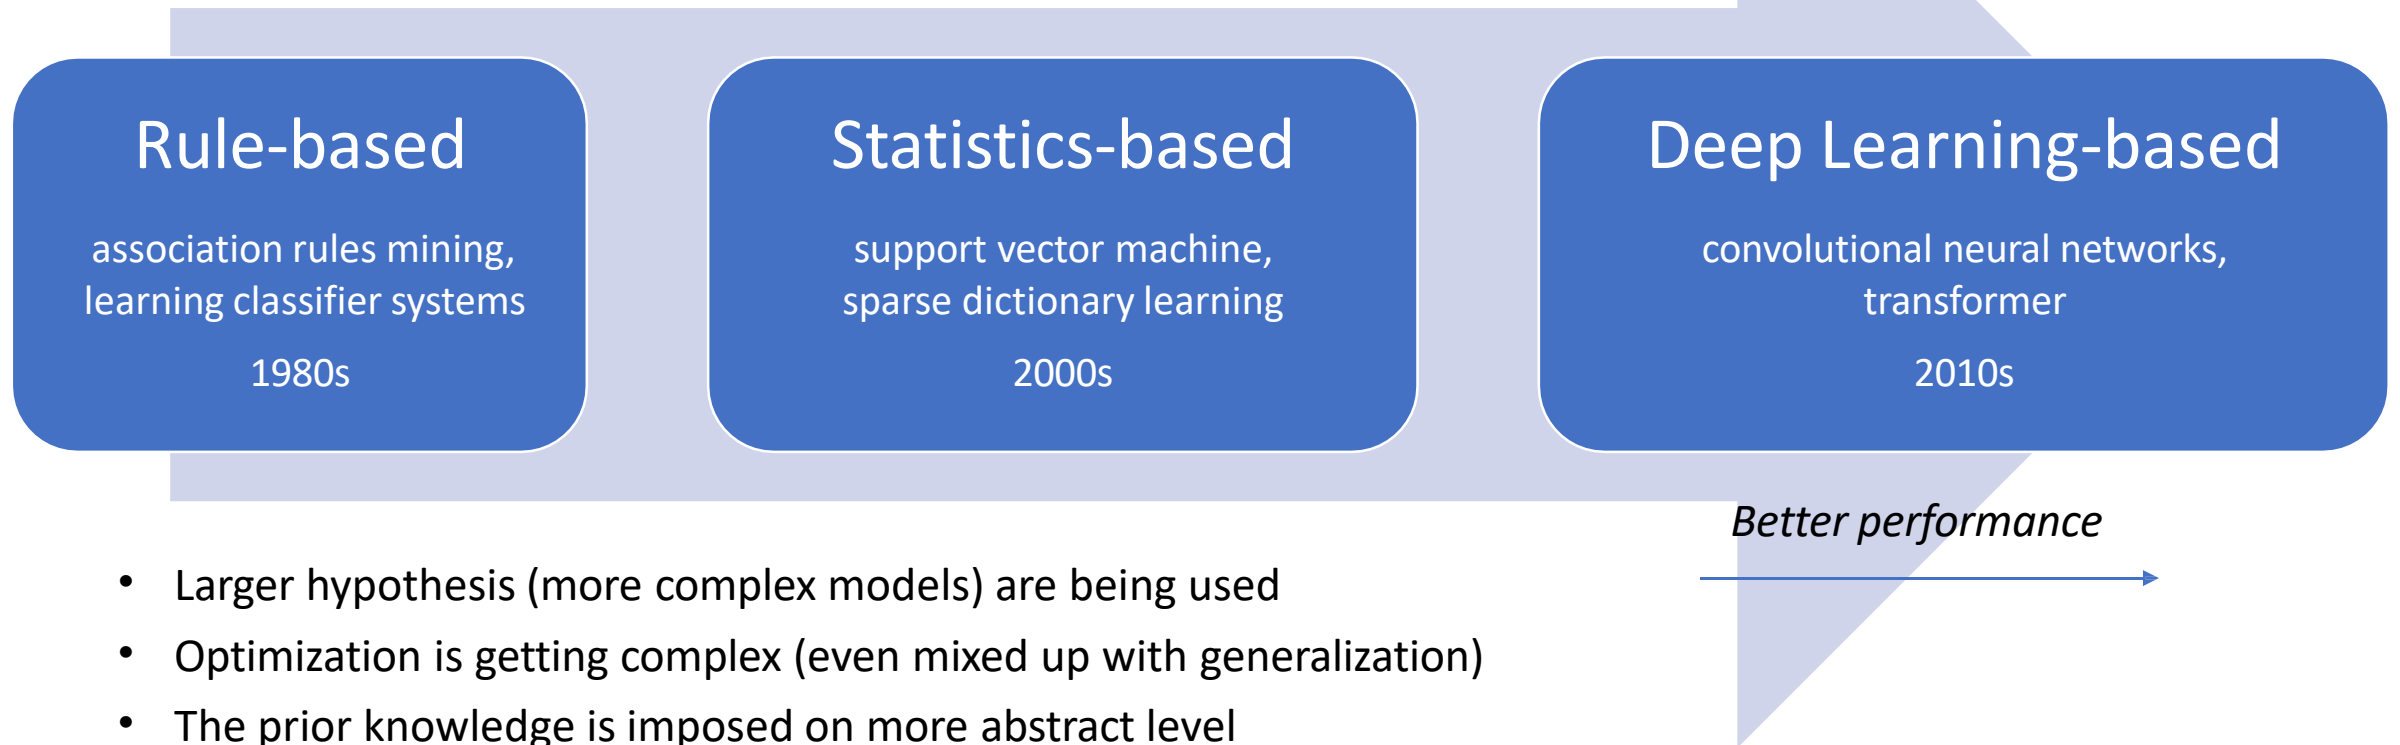 Rule-based
association rules mining,
learning classifier systems
1980s
Statistics-based
support vector machine,
sparse dictionary learning
2000s
Deep Learning-based
convolutional neural networks,
transformer
2010s
Better performance
• Larger hypothesis (more complex models) are being used
• Optimization is getting complex (even mixed up with generalization)
• The prior knowledge is imposed on more abstract level